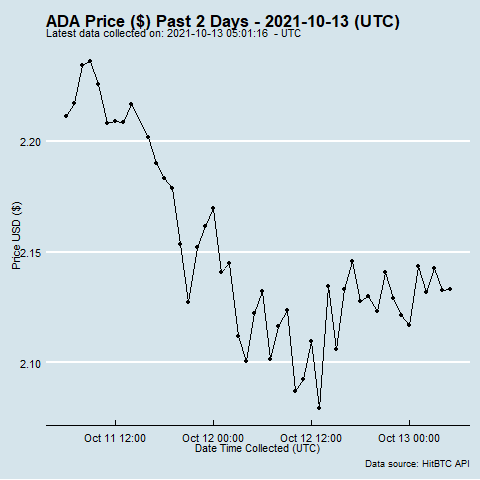 ADA Price ($) Past 2 Days - 2021-10-13 (UTC)
Latest data collected on: 2021-10-13 05:01:16 - UTC
Price USD ($)
2.20
2.15
2.10
Oct 11 12:00 Oct 12 00:00 Oct 12 12:00 Oct 13 00:00
Date Time Collected (UTC)
Data source: HitBTC API